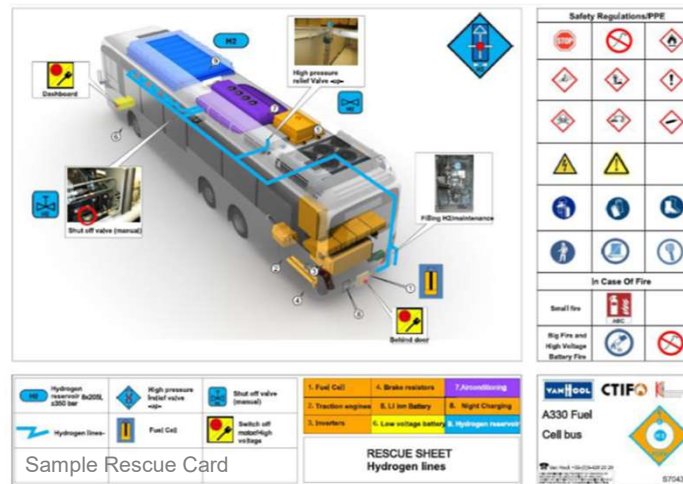 Safety Regulations/PPE
STOP
H2
High pressure
relief Valve
Dashboard
Shut off valve (manual)
Filling H2/maintenance
Behind door
In Case Of Fire
Small fire
ABC
Big Fire and
High Voltage
Battery Fire
H2
Hydrogen
reservoir 8x205l,
≤350 bar
High pressure
relief valve
Shut off valve
(manual)
Hydrogen lines-
Fuel Cell
Switch off
motor/High
voltage
1. Fuel Cell
4. Brake resistors
7.Airconditioning
2. Traction engines
5. Li ion Battery
8. Night Charging
3. Inverters
6. Low voltage battery
9. Hydrogen reservoir
RESCUE SHEET
Hydrogen lines
Sample Rescue Card
VANHOOL
CTIF
A330 Fuel
Cell bus